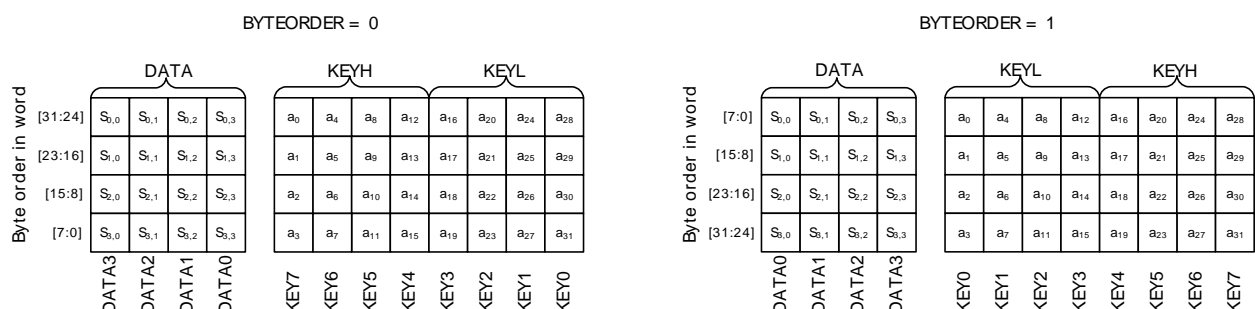 BYTEORDER = 0
BYTEORDER = 1
DATA KEYH KEYL
DATA KEYL KEYH
Byte order in word
[31:24] S0,0 S0,1 S0,2 S0,3 a0 a4 a8 a12 a16 a20 a24 a28
[23:16] S1,0 S1,1 S1,2 S1,3 a1 a5 a9 a13 a17 a21 a25 a29
[15:8] S2,0 S2,1 S2,2 S2,3 a2 a6 a10 a14 a18 a22 a26 a30
[7:0] S3,0 S3,1 S3,2 S3,3 a3 a7 a11 a15 a19 a23 a27 a31
DATA3 DATA2 DATA1 DATA0 KEY7 KEY6 KEY5 KEY4 KEY3 KEY2 KEY1 KEY0
Byte order in word
[7:0] S0,0 S0,1 S0,2 S0,3 a0 a4 a8 a12 a16 a20 a24 a28
[15:8] S1,0 S1,1 S1,2 S1,3 a1 a5 a9 a13 a17 a21 a25 a29
[23:16] S2,0 S2,1 S2,2 S2,3 a2 a6 a10 a14 a18 a22 a26 a30
[31:24] S3,0 S3,1 S3,2 S3,3 a3 a7 a11 a15 a19 a23 a27 a31
DATA0 DATA1 DATA2 DATA3 KEY0 KEY1 KEY2 KEY3 KEY4 KEY5 KEY6 KEY7